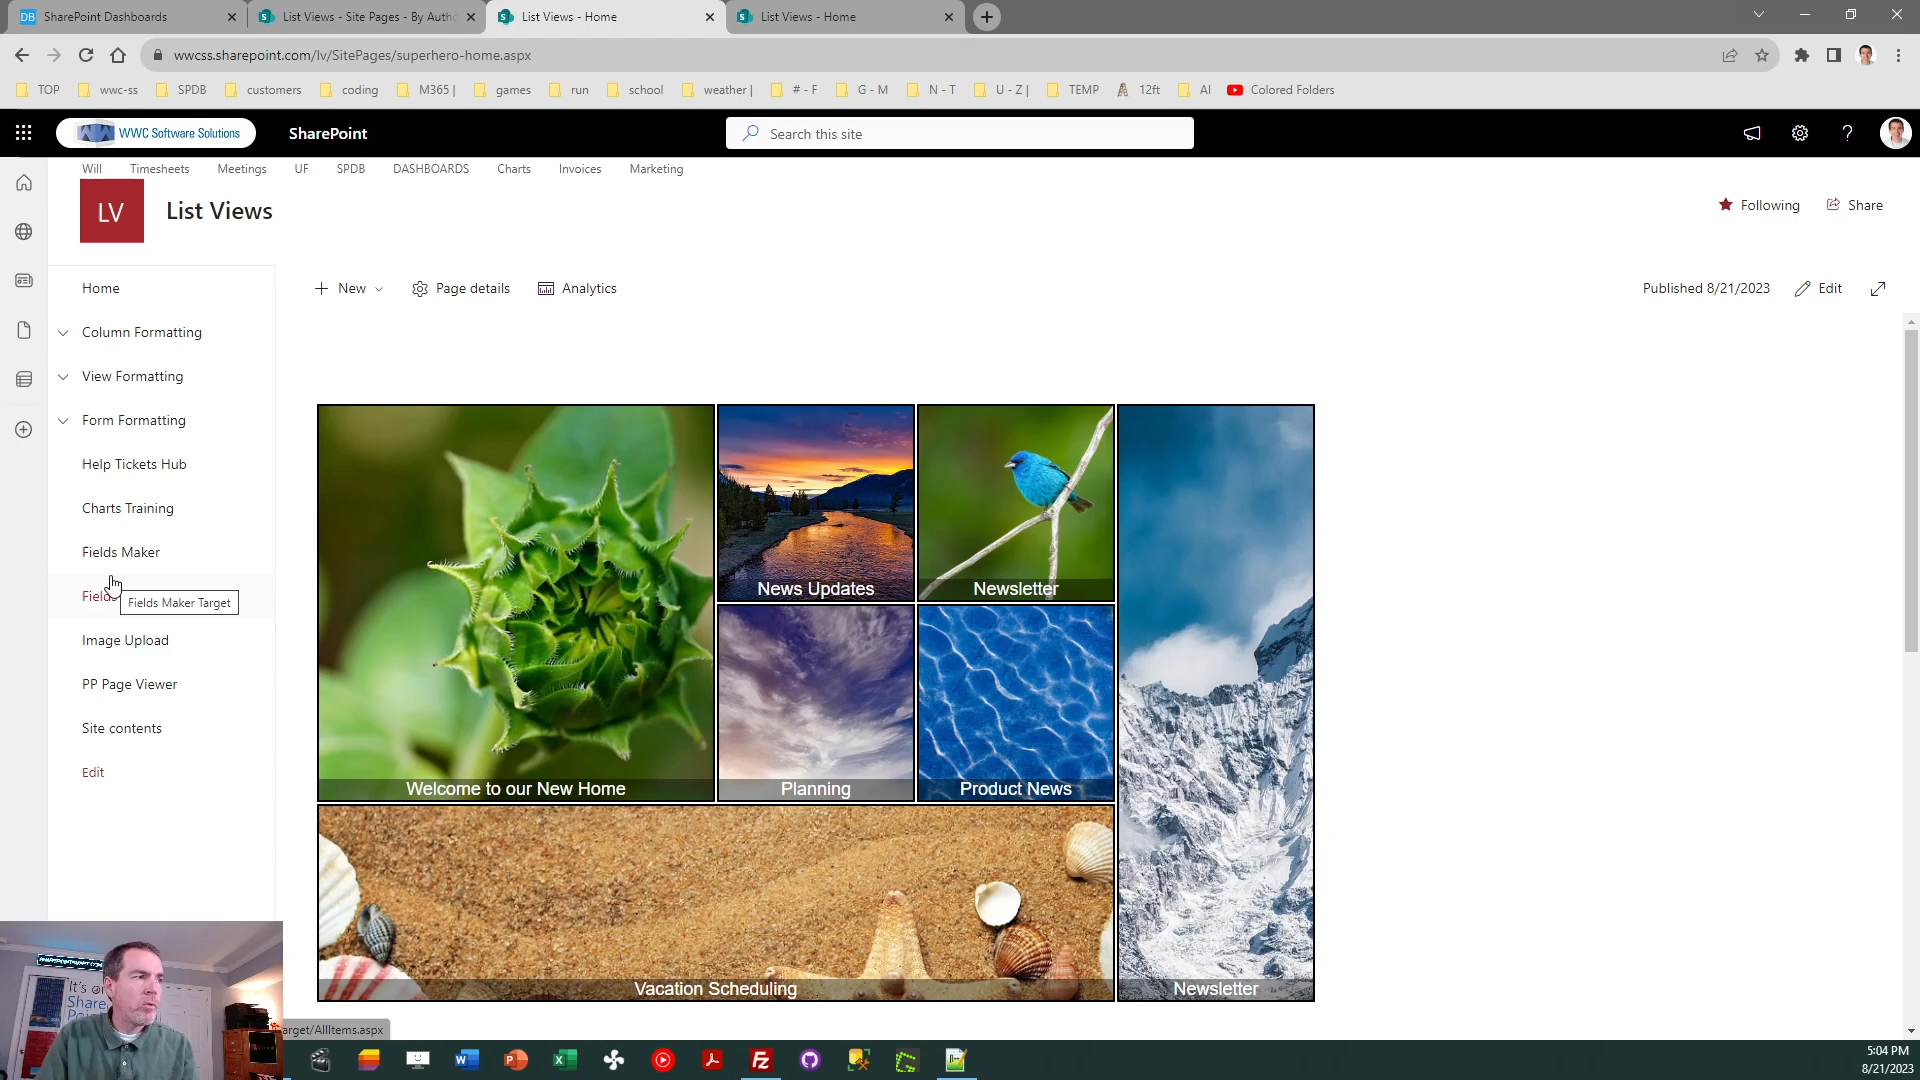 SharePoint Dashboards
List Views - Site Pages - By Autho
List Views - Home
List Views - Home
wwcss.sharepoint.com/lv/SitePages/superhero-home.aspx
TOP
wwc-ss
SPDB
customers
coding
M365 |
games
run
school
weather |
# - F
G - M
N - T
U - Z |
TEMP
12ft
AI
Colored Folders
WWC Software Solutions
SharePoint
Search this site
Will
Timesheets
Meetings
UF
SPDB
DASHBOARDS
Charts
Invoices
Marketing
LV
List Views
Following
Share
Home
New
Page details
Analytics
Published 8/21/2023
Edit
Column Formatting
View Formatting
Form Formatting
Help Tickets Hub
Charts Training
Fields Maker
Fields
Fields Maker Target
Image Upload
PP Page Viewer
Site contents
Edit
News Updates
Newsletter
Welcome to our New Home
Planning
Product News
Vacation Scheduling
Newsletter
It's
Share
arget/AllItems.aspx
5:04 PM
8/21/2023